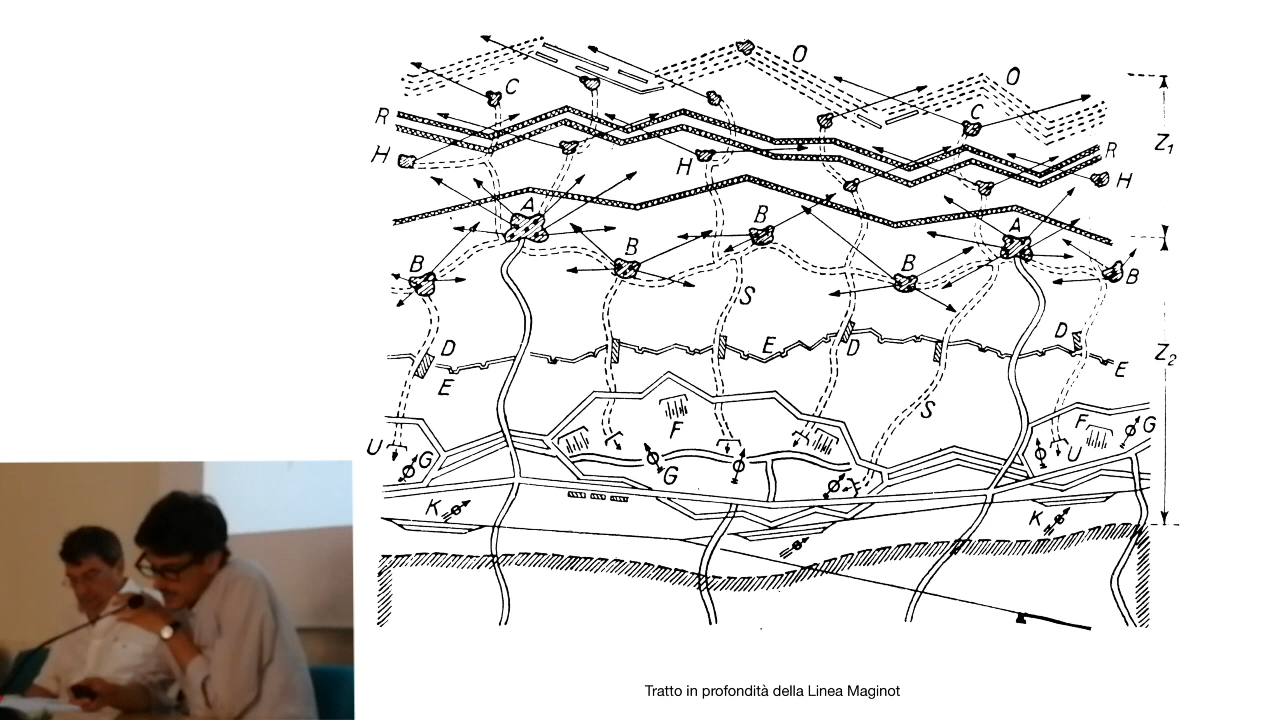 O
O
C
C
R
R
H
H
H
Z₁
A
A
B
B
B
B
B
S
D
D
D
E
E
E
Z₂
S
F
F
U
U
G
G
G
K
K
Tratto in profondità della Linea Maginot